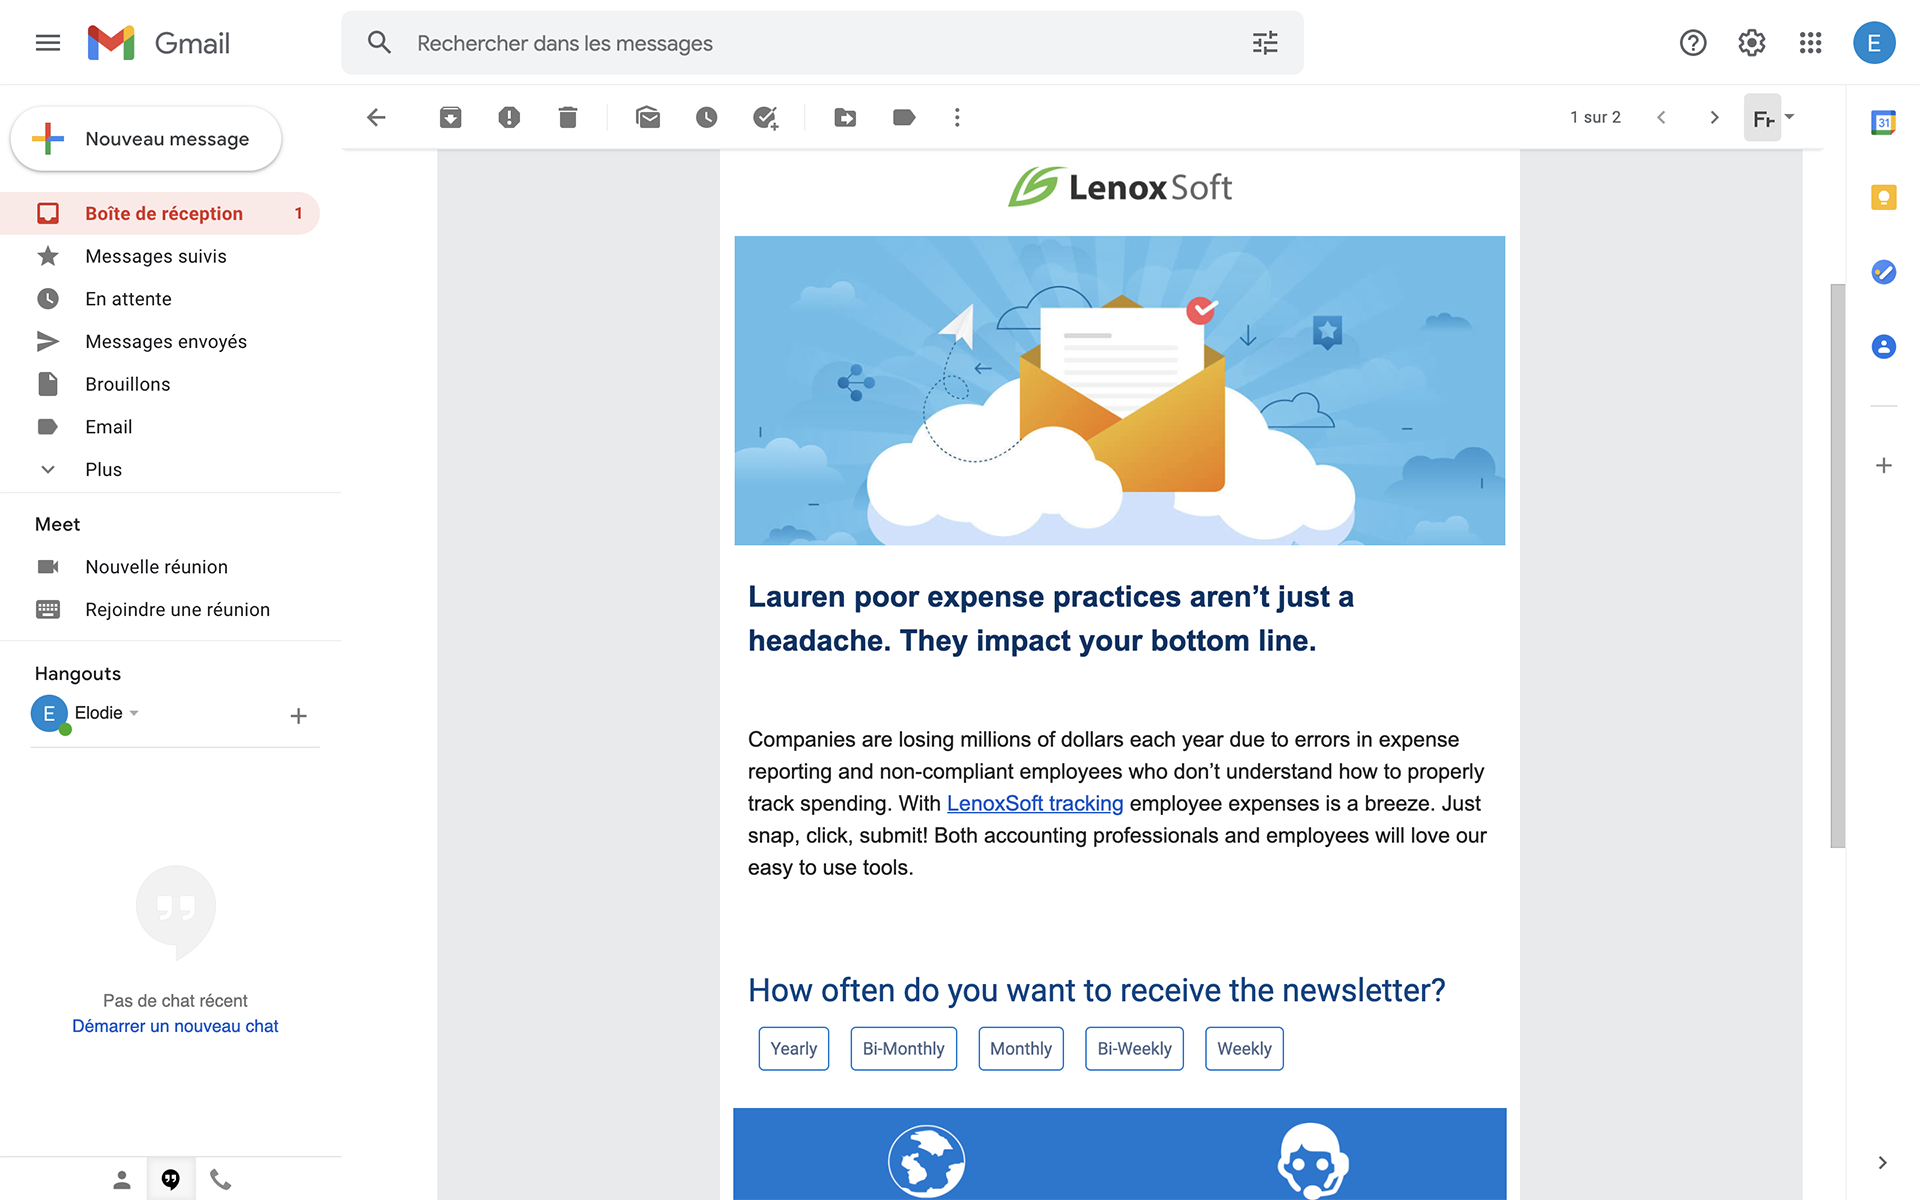 Gmail
Rechercher dans les messages
E
Nouveau message
1 sur 2
Fr
31
Boîte de réception 1
Messages suivis
En attente
Messages envoyés
Brouillons
Email
Plus
Meet
Nouvelle réunion
Rejoindre une réunion
Hangouts
E Elodie
Pas de chat récent
Démarrer un nouveau chat
LenoxSoft
Lauren poor expense practices aren’t just a
headache. They impact your bottom line.
Companies are losing millions of dollars each year due to errors in expense
reporting and non-compliant employees who don’t understand how to properly
track spending. With LenoxSoft tracking employee expenses is a breeze. Just
snap, click, submit! Both accounting professionals and employees will love our
easy to use tools.
How often do you want to receive the newsletter?
Yearly Bi-Monthly Monthly Bi-Weekly Weekly